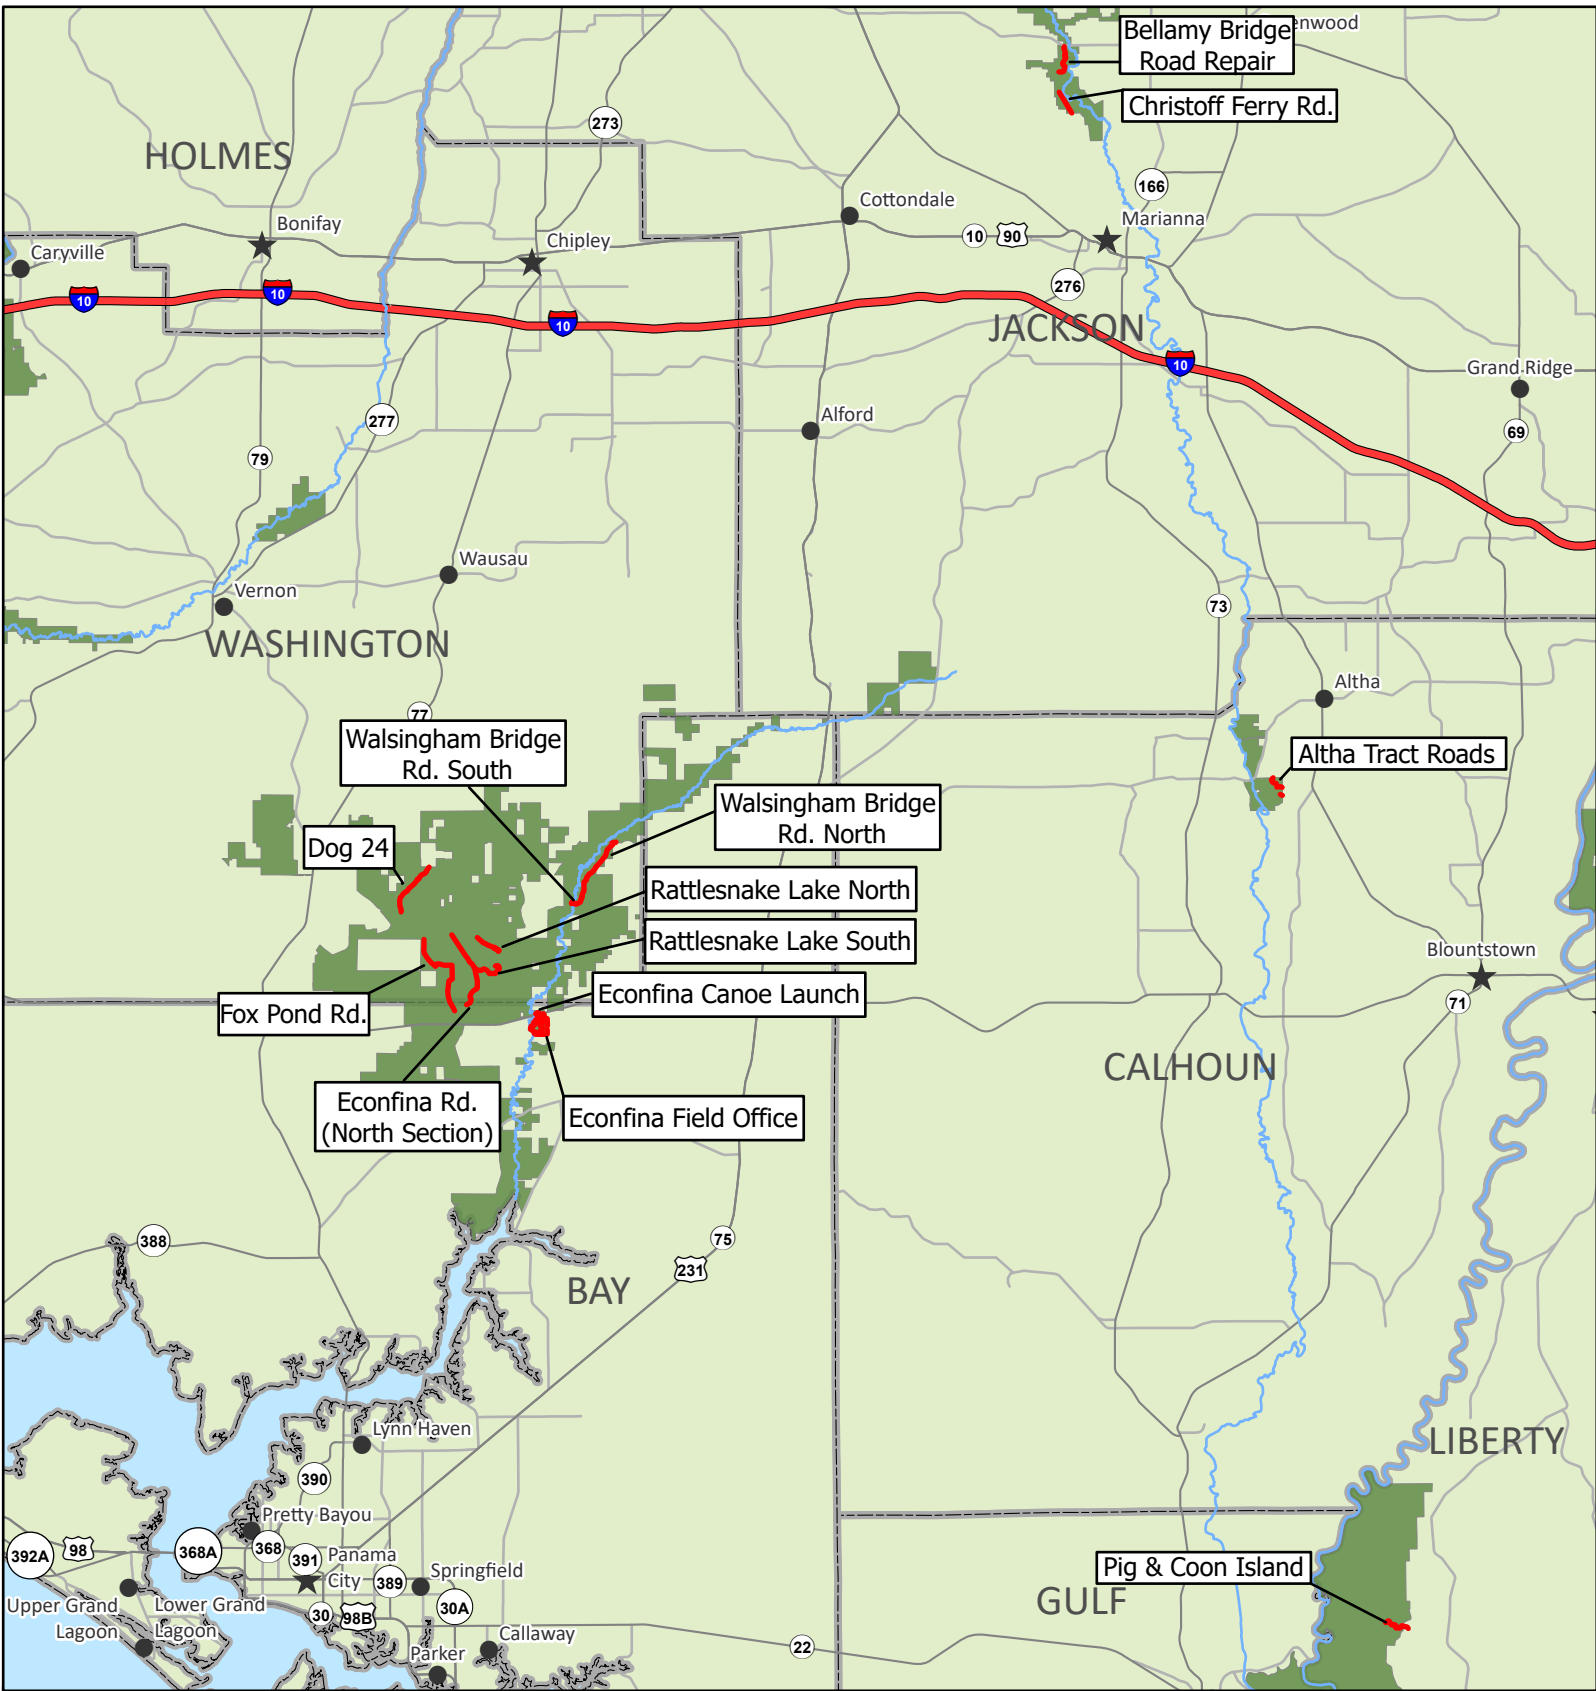 Bellamy Bridge
Road Repair
enwood
Christoff Ferry Rd.
273
HOLMES
166
Cottondale
Bonifay
Marianna
10
90
Chipley
Caryville
276
10
10
10
JACKSON
10
Grand Ridge
277
Alford
69
79
Wausau
Vernon
73
WASHINGTON
Altha
77
Walsingham Bridge
Rd. South
Altha Tract Roads
Walsingham Bridge
Rd. North
Dog 24
Rattlesnake Lake North
Rattlesnake Lake South
Blountstown
Econfina Canoe Launch
71
Fox Pond Rd.
CALHOUN
Econfina Rd.
(North Section)
Econfina Field Office
388
75
231
BAY
Lynn Haven
LIBERTY
390
Pretty Bayou
392A
98
368A
368
391
Panama
City
389
Springfield
Pig & Coon Island
GULF
Upper Grand
Lagoon
Lower Grand
Lagoon
30
98B
30A
Callaway
22
Parker